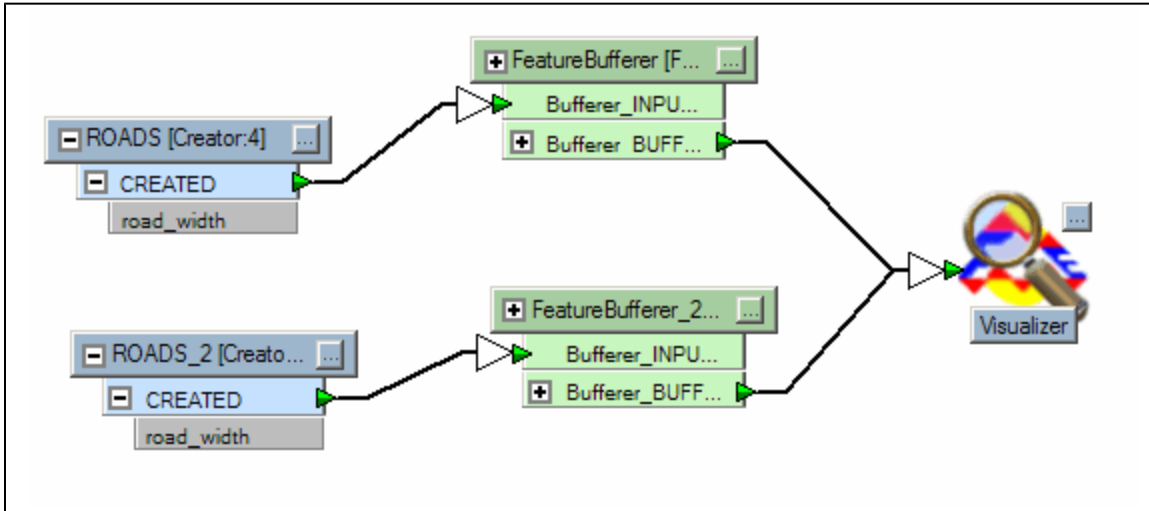 FeatureBufferer [F... ...
Bufferer_INPU...
Bufferer_BUFF...
ROADS [Creator:4] ...
CREATED
road_width
...
Visualizer
FeatureBufferer_2... ...
Bufferer_INPU...
Bufferer_BUFF...
ROADS_2 [Creato... ...
CREATED
road_width